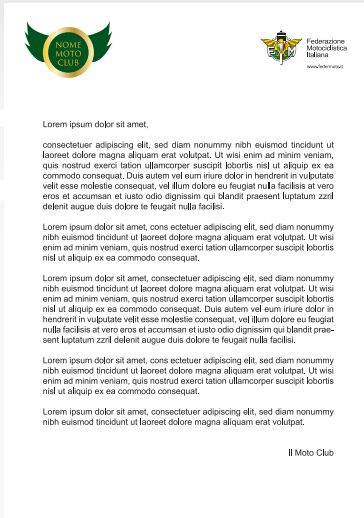 NOME
MOTO
CLUB
Federazione
Motociclistica
Italiana
www.federmoto.it
Lorem ipsum dolor sit amet,
consectetuer adipiscing elit, sed diam nonummy nibh euismod tincidunt ut
laoreet dolore magna aliquam erat volutpat. Ut wisi enim ad minim veniam,
quis nostrud exerci tation ullamcorper suscipit lobortis nisl ut aliquip ex ea
commodo consequat. Duis autem vel eum iriure dolor in hendrerit in vulputate
velit esse molestie consequat, vel illum dolore eu feugiat nulla facilisis at vero
eros et accumsan et iusto odio dignissim qui blandit praesent luptatum zzril
delenit augue duis dolore te feugait nulla facilisi.
Lorem ipsum dolor sit amet, cons ectetuer adipiscing elit, sed diam nonummy
nibh euismod tincidunt ut laoreet dolore magna aliquam erat volutpat. Ut wisi
enim ad minim veniam, quis nostrud exerci tation ullamcorper suscipit lobortis
nisl ut aliquip ex ea commodo consequat.
Lorem ipsum dolor sit amet, cons ectetuer adipiscing elit, sed diam nonummy
nibh euismod tincidunt ut laoreet dolore magna aliquam erat volutpat. Ut wisi
enim ad minim veniam, quis nostrud exerci tation ullamcorper suscipit lobortis
nisl ut aliquip ex ea commodo consequat. Duis autem vel eum iriure dolor in
hendrerit in vulputate velit esse molestie consequat, vel illum dolore eu feugiat
nulla facilisis at vero eros et accumsan et iusto odio dignissim qui blandit prae-
sent luptatum zzril delenit augue duis dolore te feugait nulla facilisi.
Lorem ipsum dolor sit amet, cons ectetuer adipiscing elit, sed diam nonummy
nibh euismod tincidunt ut laoreet dolore magna aliquam erat volutpat. Ut wisi
enim ad minim veniam, quis nostrud exerci tation ullamcorper suscipit lobortis
nisl ut aliquip ex ea commodo consequat.
Lorem ipsum dolor sit amet, consectetuer adipiscing elit, sed diam nonummy
nibh euismod tincidunt ut laoreet dolore magna aliquam erat volutpat.
Il Moto Club